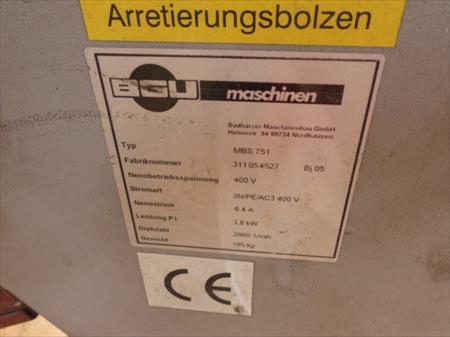 Arretierungsbolzen
BGU maschinen
Südharzer Maschinenbau GmbH
Helmestr. 94 99734 Nordhausen
Typ MBS 751
Fabriknummer 311054527 Bj 05
Nennbetriebsspannung 400 V
Stromart 3N/PE/AC3 400 V
Nennstrom 6.4 A
Leistung P1 3.8 kW
Drehzahl 2860 1/min
Gewicht 105 kg
CE